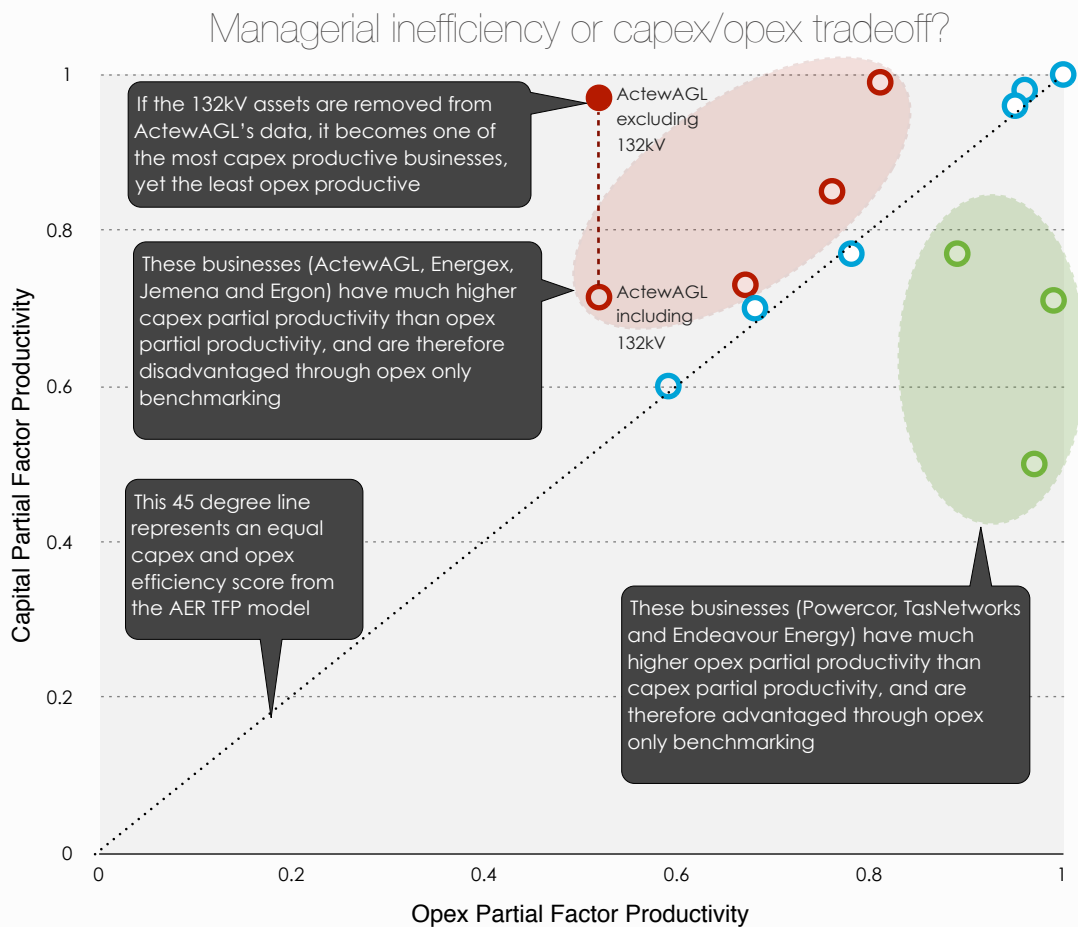 Managerial inefficiency or capex/opex tradeoff?
1
0.8
0.6
0.4
0.2
0
Capital Partial Factor Productivity
If the 132kV assets are removed from
ActewAGL's data, it becomes one of
the most capex productive businesses,
yet the least opex productive
ActewAGL
excluding
132kV
These businesses (ActewAGL, Energex,
Jemena and Ergon) have much higher
capex partial productivity than opex
partial productivity, and are therefore
disadvantaged through opex only
benchmarking
ActewAGL
including
132kV
This 45 degree line
represents an equal
capex and opex
efficiency score from
the AER TFP model
These businesses (Powercor, TasNetworks
and Endeavour Energy) have much
higher opex partial productivity than
capex partial productivity, and are
therefore advantaged through opex
only benchmarking
0
0.2
0.4
0.6
0.8
1
Opex Partial Factor Productivity